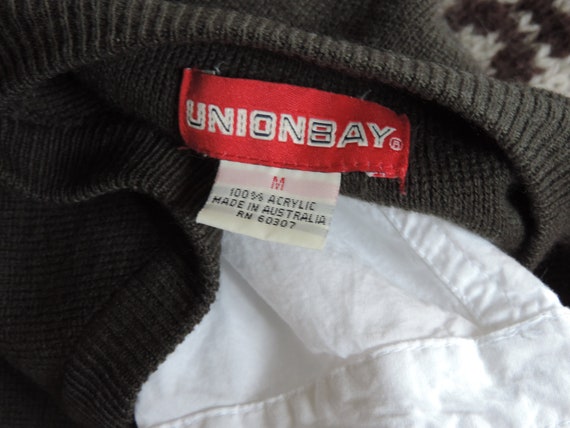 UNIONBAY®
M
100% ACRYLIC
MADE IN AUSTRALIA
RN 60307